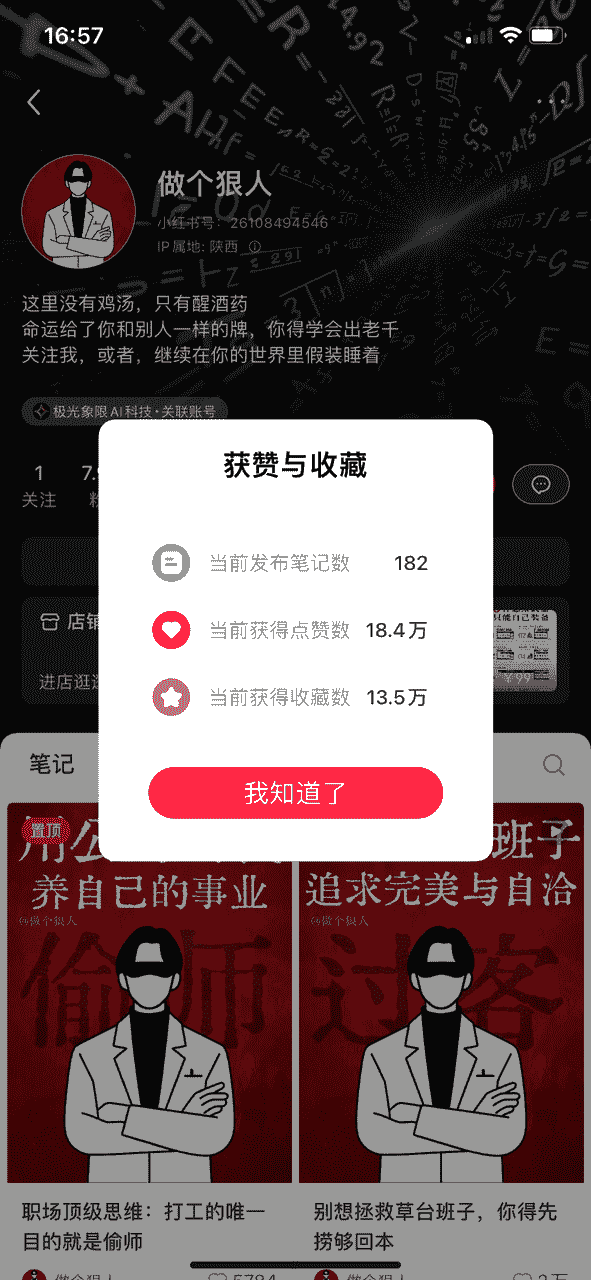 16:57
做个狠人
小红书号：26108494546
IP属地: 陕西
这里没有鸡汤，只有醒酒药
命运给了你和别人一样的牌，你得学会出老千
关注我，或者，继续在你的世界里假装睡着
极光象限AI科技·关联账号
1
关注
获赞与收藏
当前发布笔记数 182
当前获得点赞数 18.4万
当前获得收藏数 13.5万
我知道了
店铺
进店逛逛
¥99
笔记
置顶
养自己的事业
@做个狠人
偷师
班子
追求完美与自洽
@做个狠人
过客
职场顶级思维：打工的唯一
目的就是偷师
别想拯救草台班子，你得先
捞够回本
做个狠人
5784
做个狠人